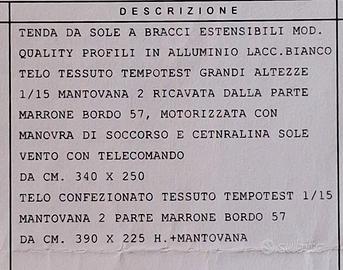 DESCRIZIONE
TENDA DA SOLE A BRACCI ESTENSIBILI MOD.
QUALITY PROFILI IN ALLUMINIO LACC.BIANCO
TELO TESSUTO TEMPOTEST GRANDI ALTEZZE
1/15 MANTOVANA 2 RICAVATA DALLA PARTE
MARRONE BORDO 57, MOTORIZZATA CON
MANOVRA DI SOCCORSO E CETNRALINA SOLE
VENTO CON TELECOMANDO
DA CM. 340 X 250
TELO CONFEZIONATO TESSUTO TEMPOTEST 1/15
MANTOVANA 2 PARTE MARRONE BORDO 57
DA CM. 390 X 225 H.+MANTOVANA
subito